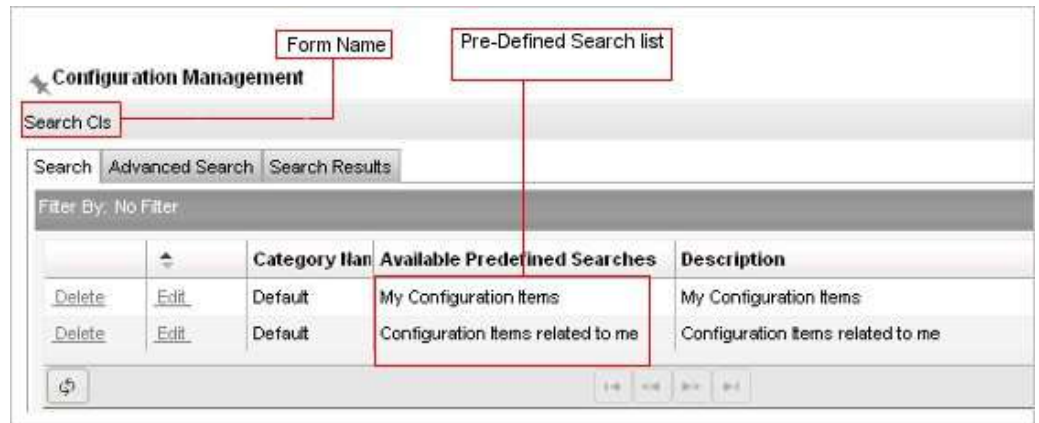 Form Name
Pre-Defined Search list
Configuration Management
Search CIs
Search Advanced Search Search Results
Filter By: No Filter
Category Nan Available Predefined Searches Description
Delete Edit Default My Configuration Items My Configuration Items
Delete Edit Default Configuration Items related to me Configuration Items related to me